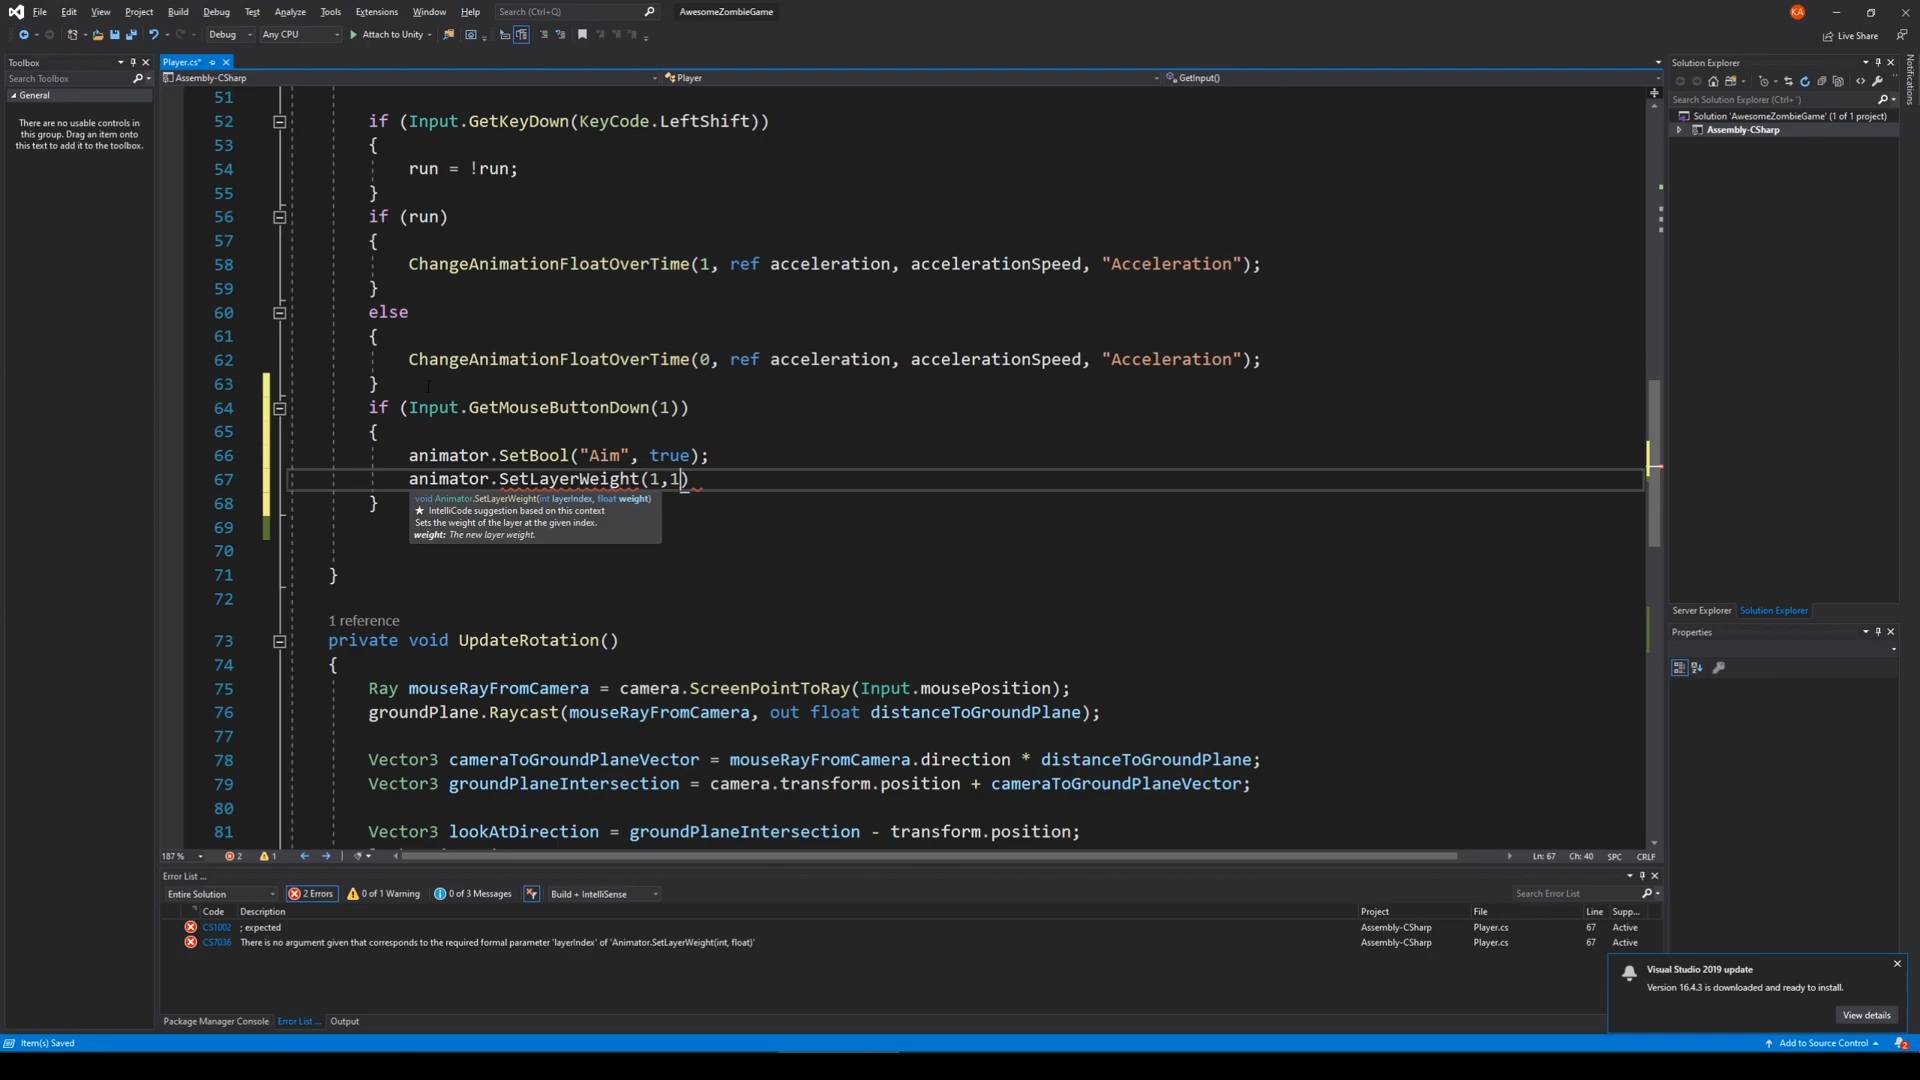 File Edit View Project Build Debug Test Analyze Tools Extensions Window Help Search (Ctrl+Q) AwesomeZombieGame KA
Debug Any CPU Attach to Unity Live Share
Toolbox
Search Toolbox
General
There are no usable controls in
this group. Drag an item onto
this text to add it to the toolbox.
Player.cs*
Assembly-CSharp Player GetInput()
51
52 if (Input.GetKeyDown(KeyCode.LeftShift))
53 {
54 run = !run;
55 }
56 if (run)
57 {
58 ChangeAnimationFloatOverTime(1, ref acceleration, accelerationSpeed, "Acceleration");
59 }
60 else
61 {
62 ChangeAnimationFloatOverTime(0, ref acceleration, accelerationSpeed, "Acceleration");
63 }
64 if (Input.GetMouseButtonDown(1))
65 {
66 animator.SetBool("Aim", true);
67 animator.SetLayerWeight(1,1)
void Animator.SetLayerWeight(int layerIndex, float weight)
★ IntelliCode suggestion based on this context
Sets the weight of the layer at the given index.
weight: The new layer weight.
68 }
69
70
71 }
72
1 reference
73 private void UpdateRotation()
74 {
75 Ray mouseRayFromCamera = camera.ScreenPointToRay(Input.mousePosition);
76 groundPlane.Raycast(mouseRayFromCamera, out float distanceToGroundPlane);
77
78 Vector3 cameraToGroundPlaneVector = mouseRayFromCamera.direction * distanceToGroundPlane;
79 Vector3 groundPlaneIntersection = camera.transform.position + cameraToGroundPlaneVector;
80
81 Vector3 lookAtDirection = groundPlaneIntersection - transform.position;
187 % 2 1 Ln: 67 Ch: 40 SPC CRLF
Error List ...
Entire Solution 2 Errors 0 of 1 Warning 0 of 3 Messages Build + IntelliSense Search Error List
Code Description Project File Line Supp...
CS1002 ; expected Assembly-CSharp Player.cs 67 Active
CS7036 There is no argument given that corresponds to the required formal parameter 'layerIndex' of 'Animator.SetLayerWeight(int, float)' Assembly-CSharp Player.cs 67 Active
Package Manager Console Error List ... Output
Item(s) Saved Add to Source Control 2
Solution Explorer
Search Solution Explorer (Ctrl+¨)
Solution 'AwesomeZombieGame' (1 of 1 project)
Assembly-CSharp
Server Explorer Solution Explorer
Properties
Notifications
Visual Studio 2019 update
Version 16.4.3 is downloaded and ready to install.
View details